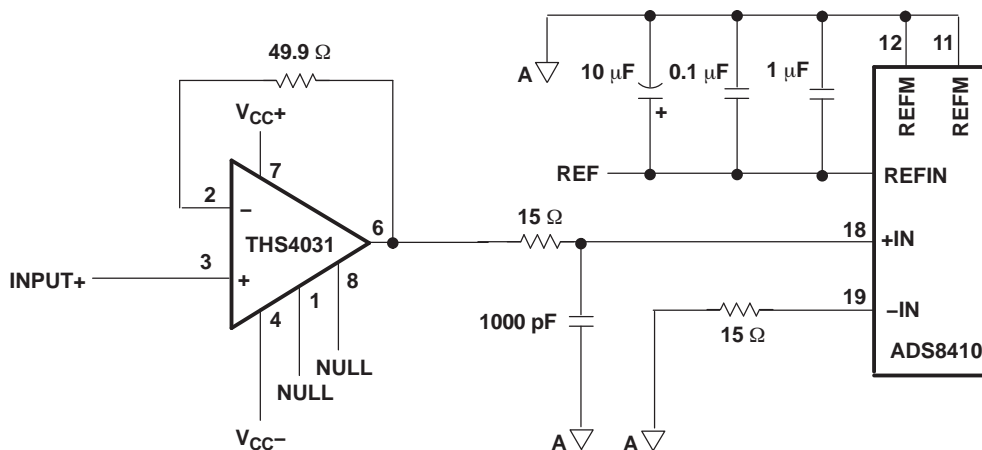 49.9 Ω
VCC+
7
2
−
THS4031
6
3
+
INPUT+
8
1
4
NULL
NULL
VCC−
12
11
A
10 μF
0.1 μF
1 μF
+
REFM
REFM
REF
REFIN
15 Ω
18
+IN
1000 pF
19
−IN
15 Ω
ADS8410
A
A